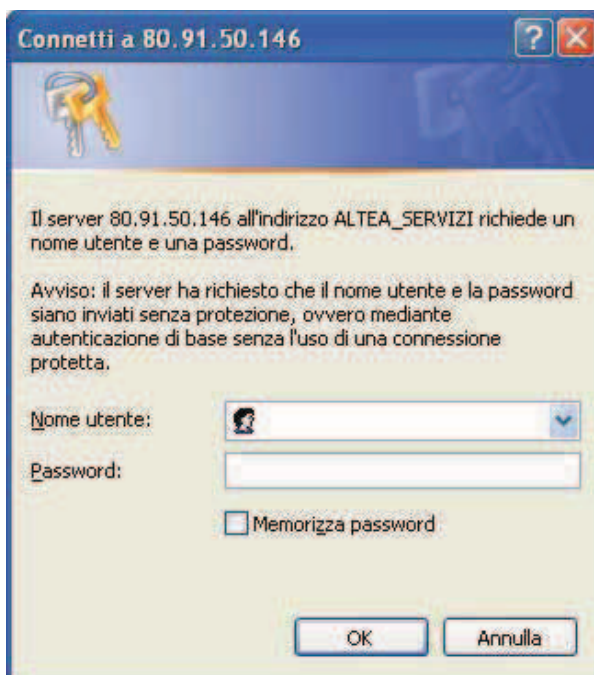 Connetti a 80.91.50.146
Il server 80.91.50.146 all'indirizzo ALTEA_SERVIZI richiede un
nome utente e una password.
Avviso: il server ha richiesto che il nome utente e la password
siano inviati senza protezione, ovvero mediante
autenticazione di base senza l'uso di una connessione
protetta.
Nome utente:
Password:
Memorizza password
OK
Annulla